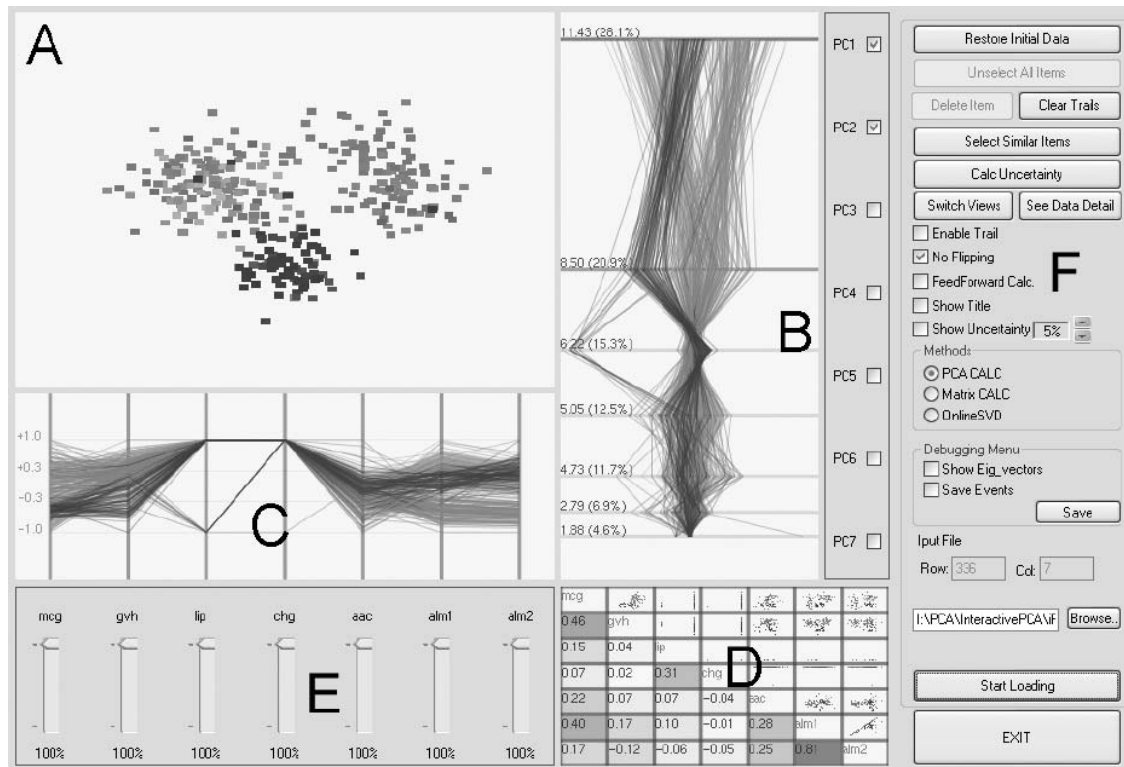 A
11.43 (26.1%)
8.50 (20.9%)
6.22 (15.3%)
5.05 (12.5%)
4.73 (11.7%)
2.79 (6.9%)
1.88 (4.6%)
B
PC1
PC2
PC3
PC4
PC5
PC6
PC7
Restore Initial Data
Unselect All Items
Delete Item Clear Trails
Select Similar Items
Calc Uncertainty
Switch Views See Data Detail
Enable Trail
No Flipping
FeedForward Calc.
Show Title
Show Uncertainty 5%
F
Methods
PCA CALC
Matrix CALC
OnlineSVD
Debugging Menu
Show Eig_vectors
Save Events
Save
Iput File
Row: 336 Col: 7
I:\PCA\InteractivePCA\iF Browse..
Start Loading
EXIT
+1.0
+0.3
-0.3
-1.0
C
mcg gvh lip chg aac alm1 alm2
E
100% 100% 100% 100% 100% 100% 100%
mcg
0.46 gvh
0.15 0.04 lip
0.07 0.02 0.31 chg
0.22 0.07 0.07 -0.04 aac
0.40 0.17 0.10 -0.01 0.28 alm1
0.17 -0.12 -0.06 -0.05 0.25 0.81 alm2
D